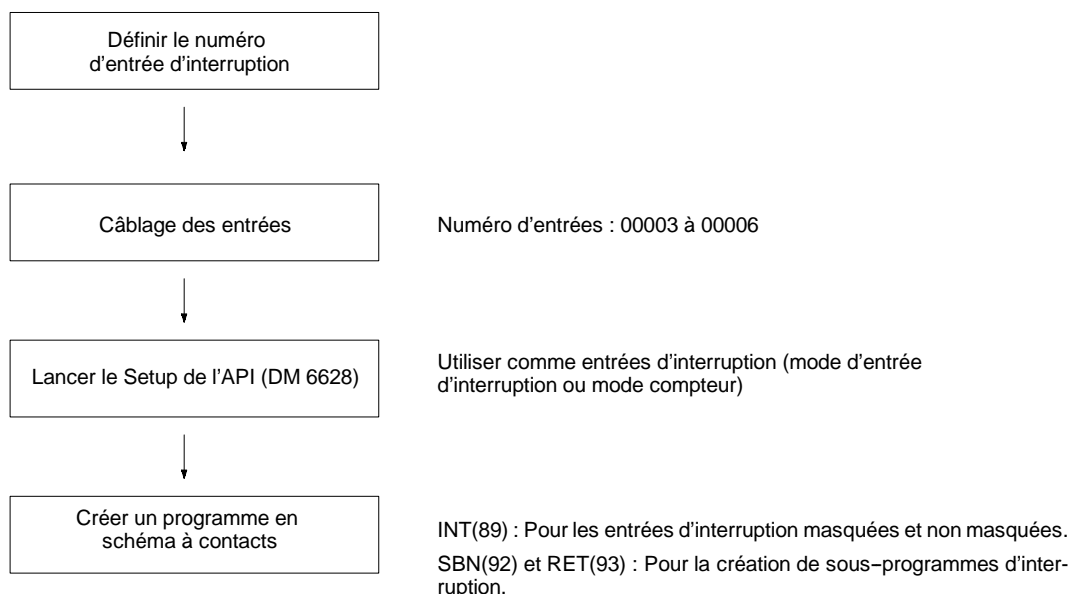 Définir le numéro
d'entrée d'interruption
Câblage des entrées
Numéro d'entrées : 00003 à 00006
Lancer le Setup de l'API (DM 6628)
Utiliser comme entrées d'interruption (mode d'entrée
d'interruption ou mode compteur)
Créer un programme en
schéma à contacts
INT(89) : Pour les entrées d'interruption masquées et non masquées.
SBN(92) et RET(93) : Pour la création de sous-programmes d'inter-
ruption.